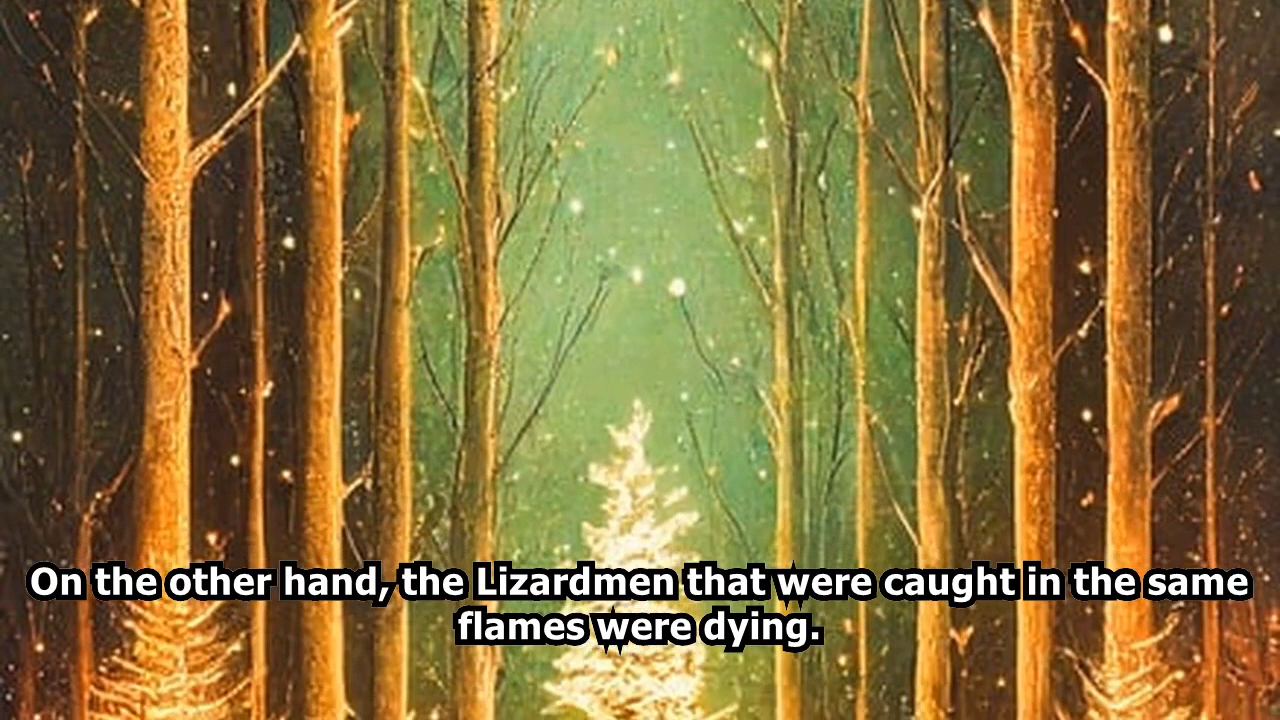 On the other hand, the Lizardmen that were caught in the same
flames were dying.